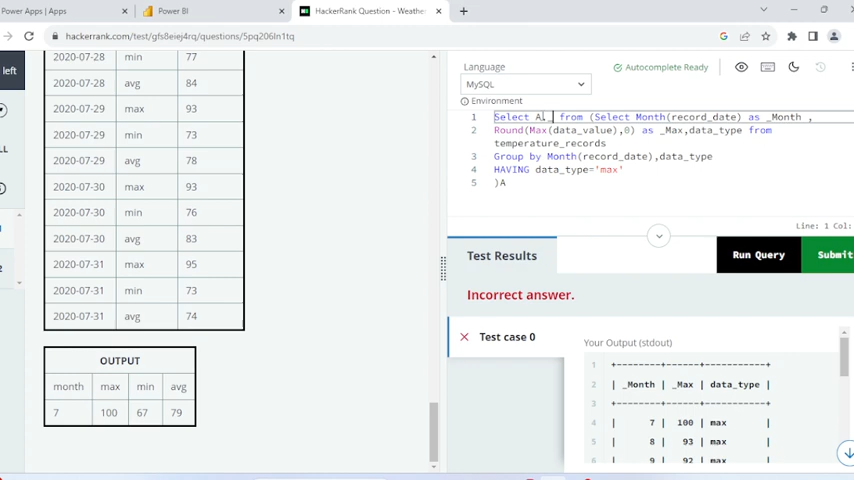 Power Apps | Apps
Power BI
HackerRank Question - Weathe
hackerrank.com/test/gfs8eiej4rq/questions/5pq206ln1tq
left
LL
2020-07-28 min 77
2020-07-28 avg 84
2020-07-29 max 93
2020-07-29 min 73
2020-07-29 avg 78
2020-07-30 max 93
2020-07-30 min 76
2020-07-30 avg 83
2020-07-31 max 95
2020-07-31 min 73
2020-07-31 avg 74
OUTPUT
month max min avg
7 100 67 79
Language
Autocomplete Ready
MySQL
Environment
1 Select A._ from (Select Month(record_date) as _Month ,
2 Round(Max(data_value),0) as _Max,data_type from
temperature_records
3 Group by Month(record_date),data_type
4 HAVING data_type='max'
5 )A
Line: 1 Col:
Test Results
Run Query
Submit
Incorrect answer.
Test case 0
Your Output (stdout)
1 +--------+------+-----------+
2 | _Month | _Max | data_type |
3 +--------+------+-----------+
4 | 7 | 100 | max |
5 | 8 | 93 | max |
6 | 9 | 92 | max |